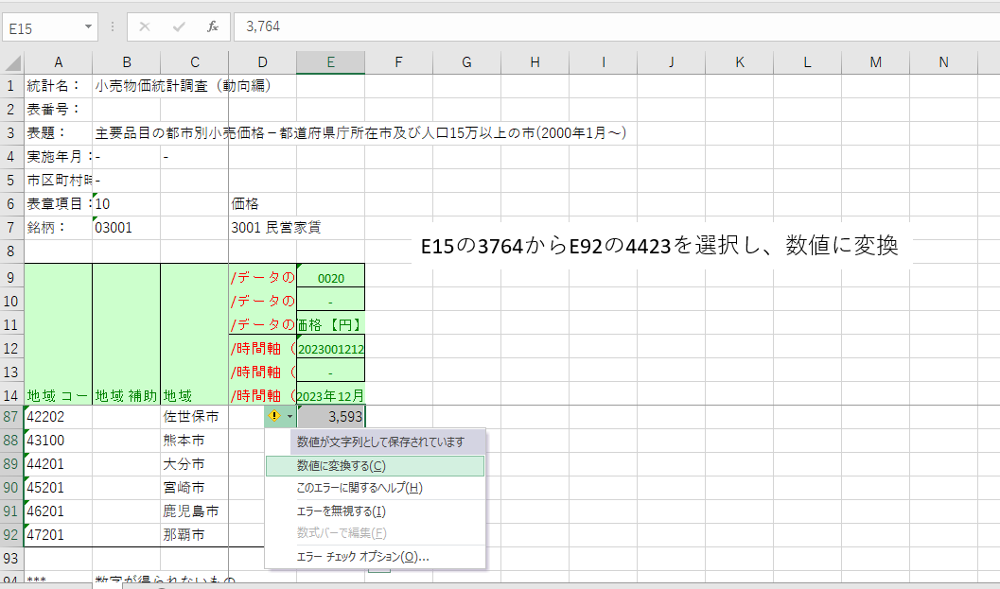 E15
fx
3,764
A B C D E F G H I J K L M N
1 統計名： 小売物価統計調査（動向編）
2 表番号：
3 表題： 主要品目の都市別小売価格－都道府県庁所在市及び人口15万以上の市(2000年1月～)
4 実施年月： - -
5 市区町村時 -
6 表章項目： 10 価格
7 銘柄： 03001 3001 民営家賃
8
E15の3764からE92の4423を選択し、数値に変換
9 /データの 0020
10 /データの -
11 /データの 価格【円】
12 /時間軸（ 2023001212
13 /時間軸（ -
14 地域 コー 地域 補助 地域 /時間軸（ 2023年12月
87 42202 佐世保市 3,593
88 43100 熊本市
89 44201 大分市
90 45201 宮崎市
91 46201 鹿児島市
92 47201 那覇市
93
94 *** 数字が得られないもの
数値が文字列として保存されています
数値に変換する(C)
このエラーに関するヘルプ(H)
エラーを無視する(I)
数式バーで編集(F)
エラー チェック オプション(O)...